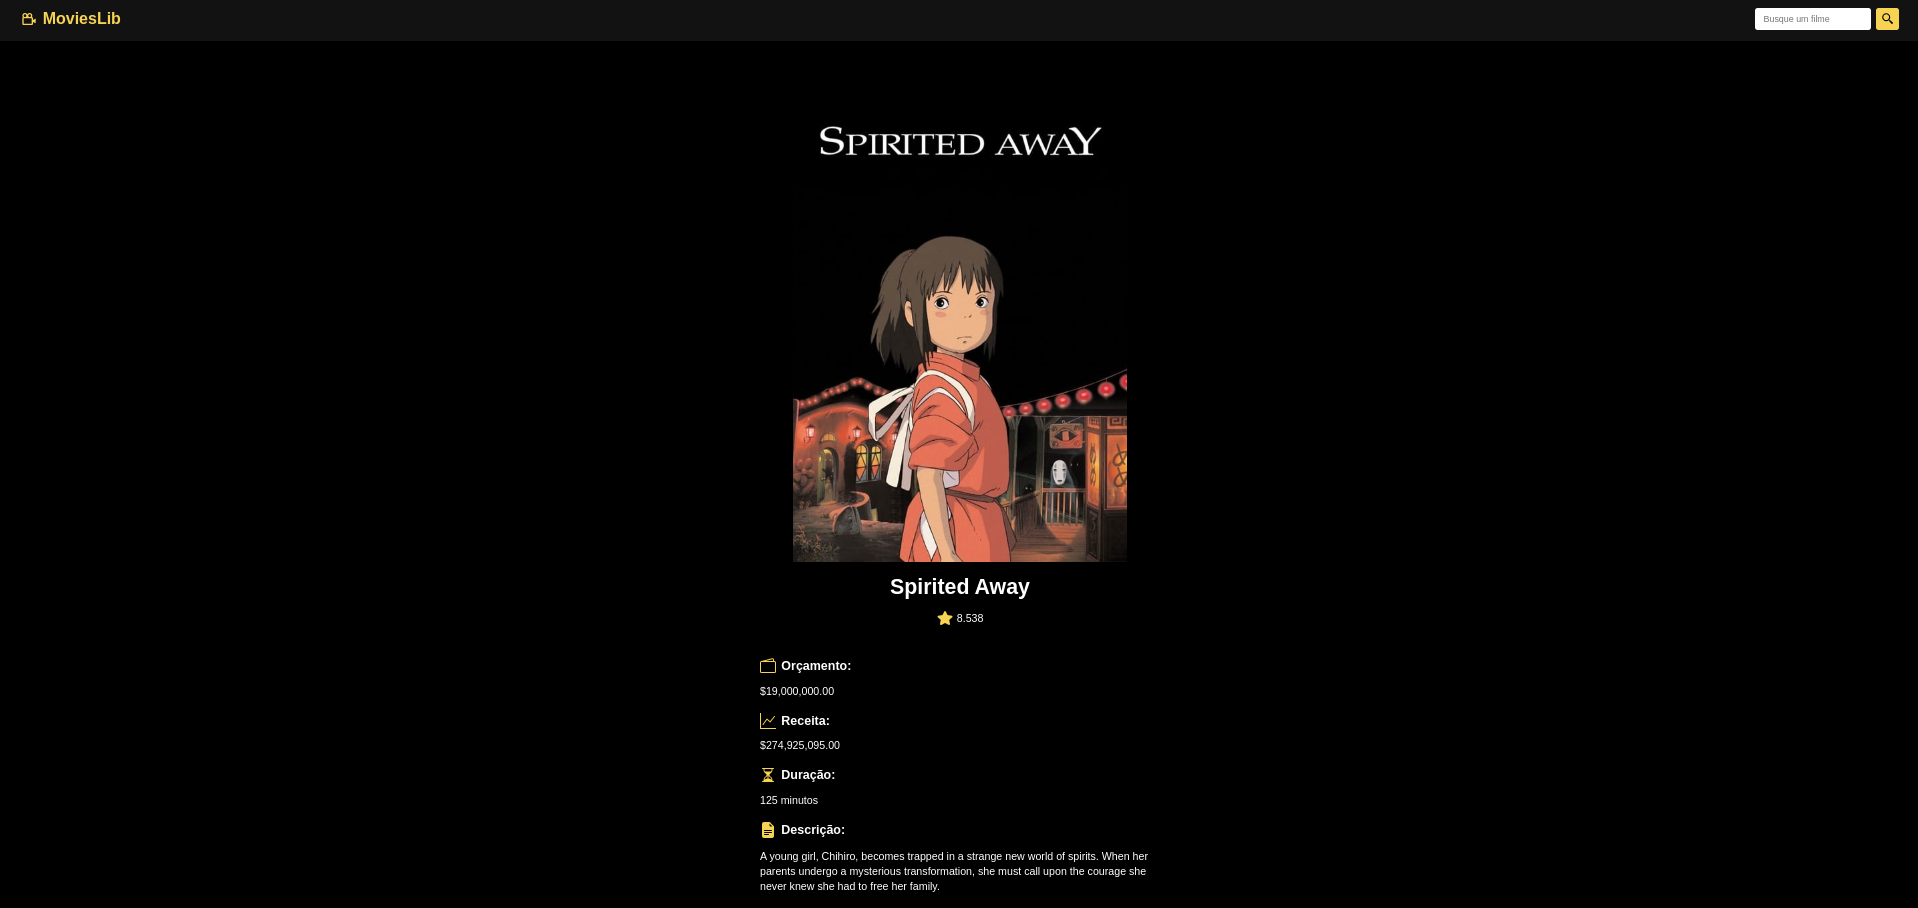 MoviesLib
Busque um filme
SPIRITED AWAY
Spirited Away
8.538
Orçamento:
$19,000,000.00
Receita:
$274,925,095.00
Duração:
125 minutos
Descrição:
A young girl, Chihiro, becomes trapped in a strange new world of spirits. When her
parents undergo a mysterious transformation, she must call upon the courage she
never knew she had to free her family.